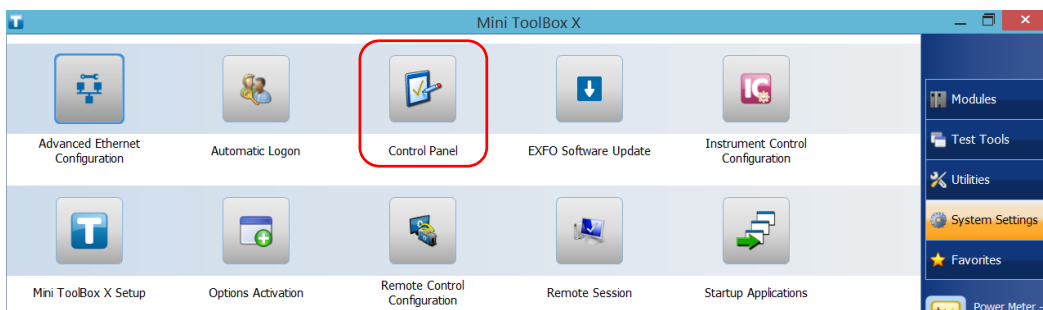 Mini ToolBox X
Advanced Ethernet
Configuration
Automatic Logon
Control Panel
EXFO Software Update
Instrument Control
Configuration
Mini ToolBox X Setup
Options Activation
Remote Control
Configuration
Remote Session
Startup Applications
Modules
Test Tools
Utilities
System Settings
Favorites
Power Meter -